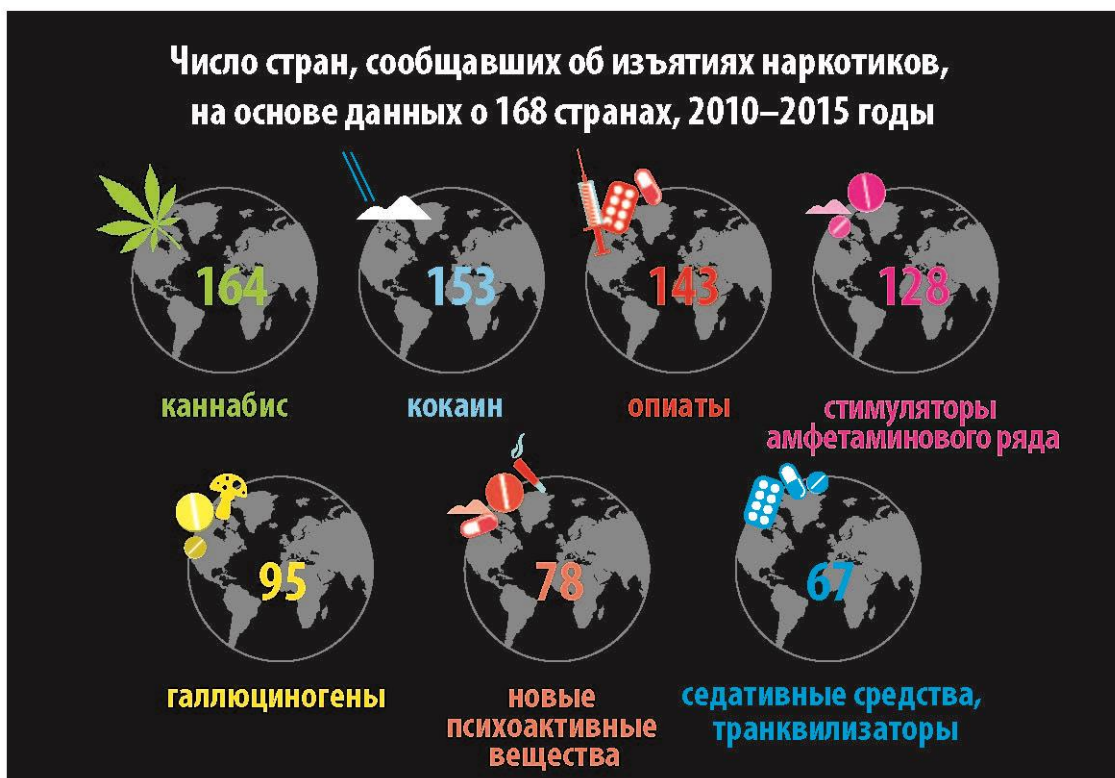 Число стран, сообщавших об изъятиях наркотиков,
на основе данных о 168 странах, 2010–2015 годы
164
153
143
128
каннабис
кокаин
опиаты
стимуляторы
амфетаминового ряда
95
78
67
галлюциногены
новые
психоактивные
вещества
седативные средства,
транквилизаторы